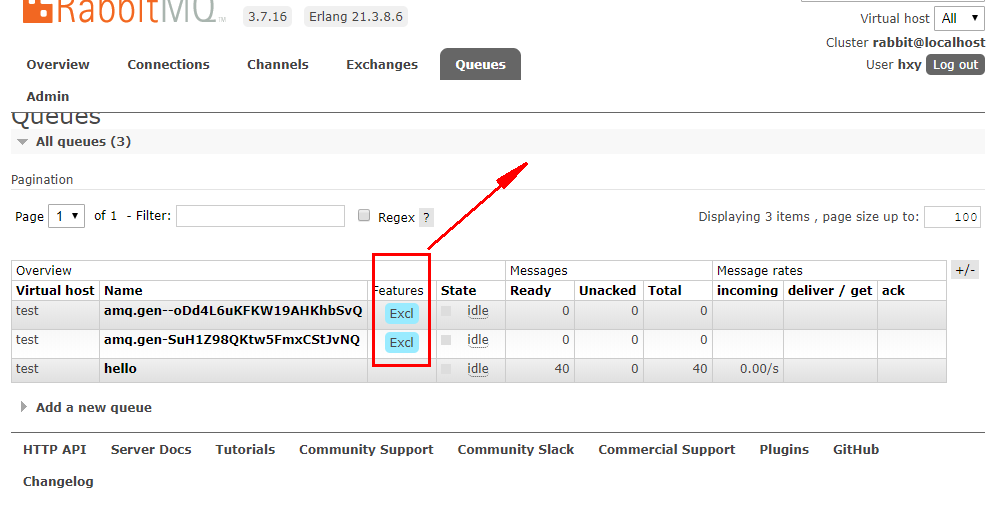 RabbitMQ TM 3.7.16 Erlang 21.3.8.6
Virtual host All
Cluster rabbit@localhost
User hxy Log out
Overview Connections Channels Exchanges Queues
Admin
Queues
All queues (3)
Pagination
Page 1 of 1 - Filter: Regex ? Displaying 3 items , page size up to: 100
Overview Messages Message rates +/-
Virtual host Name Features State Ready Unacked Total incoming deliver / get ack
test amq.gen--oDd4L6uKFKW19AHKhbSvQ Excl idle 0 0 0
test amq.gen-SuH1Z98QKtw5FmxCStJvNQ Excl idle 0 0 0
test hello idle 40 0 40 0.00/s
Add a new queue
HTTP API Server Docs Tutorials Community Support Community Slack Commercial Support Plugins GitHub
Changelog